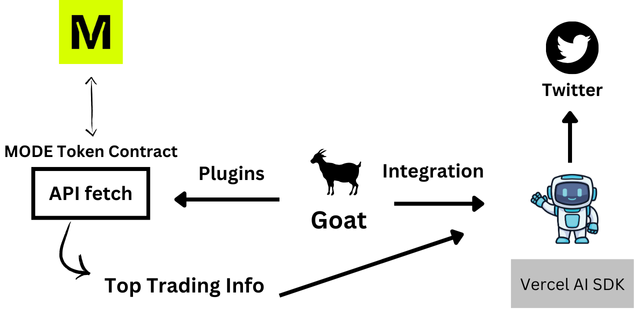 M
Twitter
MODE Token Contract
API fetch
Plugins
Integration
Goat
Top Trading Info
Vercel AI SDK